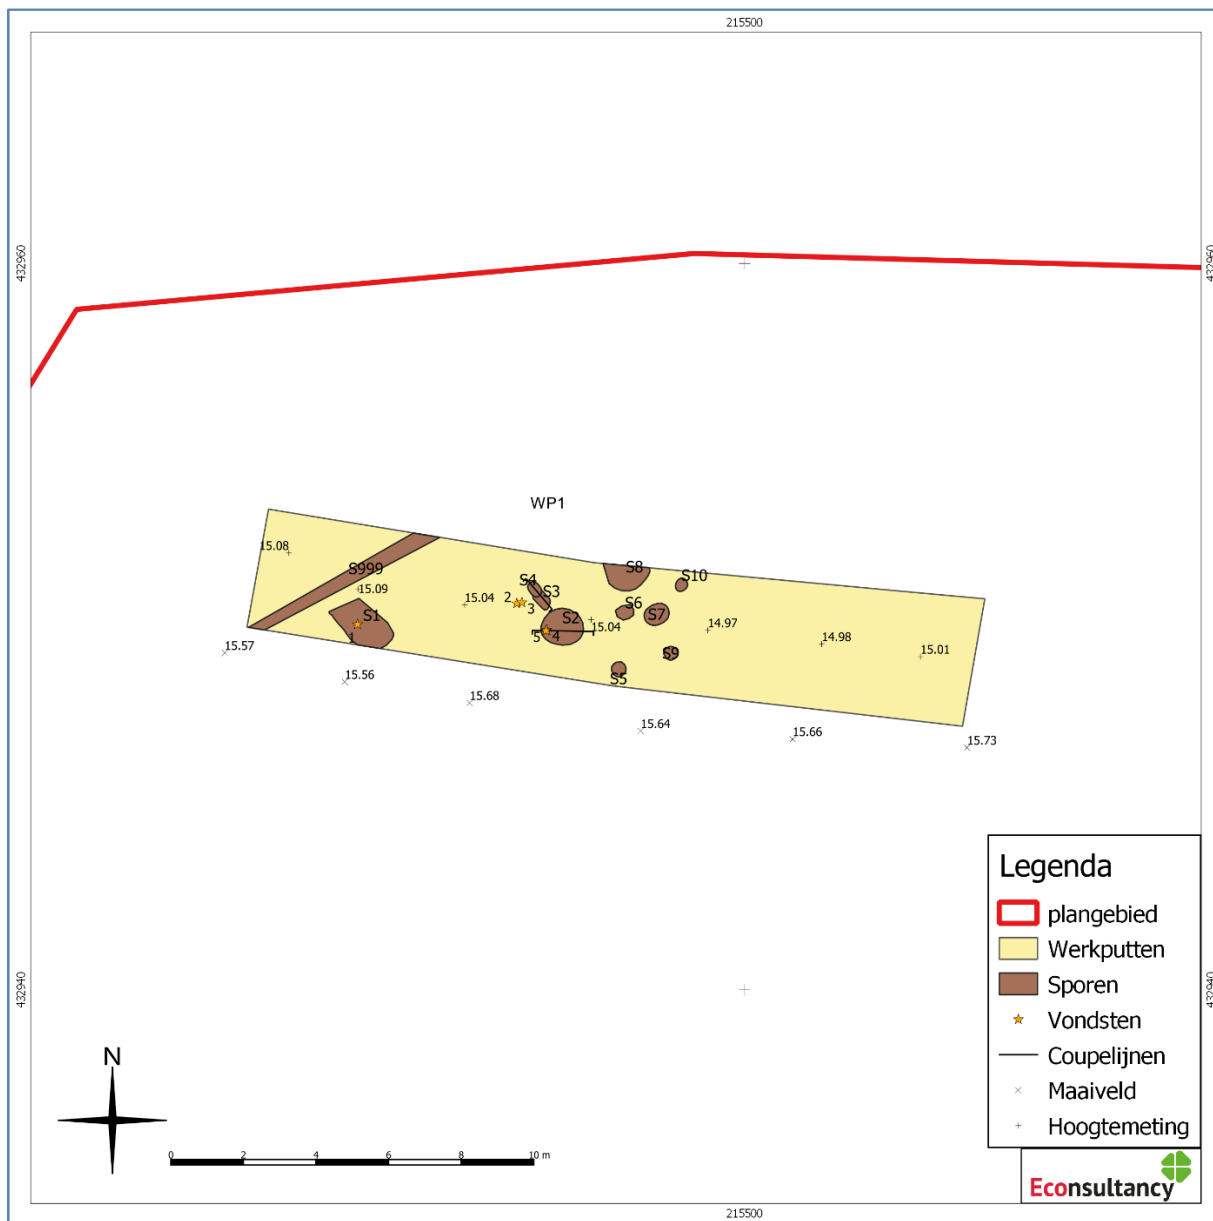 215500
432960
432960
WP1
15.08
S999
15.09
S1
1
15.04
2
3
S4
S3
S2
5
4
15.04
S8
S10
S6
S7
S9
S5
14.97
14.98
15.01
15.57
15.56
15.68
15.64
15.66
15.73
432940
432940
Legenda
plangebied
Werkputten
Sporen
Vondsten
Coupelijnen
Maaiveld
Hoogtemeting
N
0 2 4 6 8 10 m
Econsultancy
215500